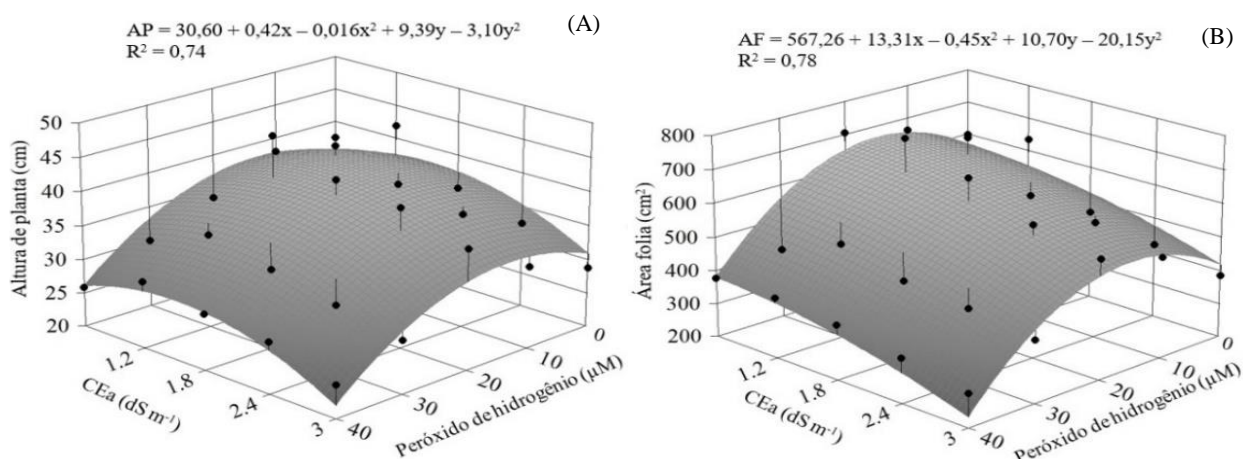 (A)
AP = 30,60 + 0,42x – 0,016x² + 9,39y – 3,10y²
R² = 0,74
Altura de planta (cm)
50
45
40
35
30
25
20
1.2
1.8
2.4
3
CEa (dS m⁻¹)
40
30
20
10
0
Peróxido de hidrogênio (µM)
(B)
AF = 567,26 + 13,31x – 0,45x² + 10,70y – 20,15y²
R² = 0,78
Área folia (cm²)
800
700
600
500
400
300
200
1.2
1.8
2.4
3
CEa (dS m⁻¹)
40
30
20
10
0
Peróxido de hidrogênio (µM)